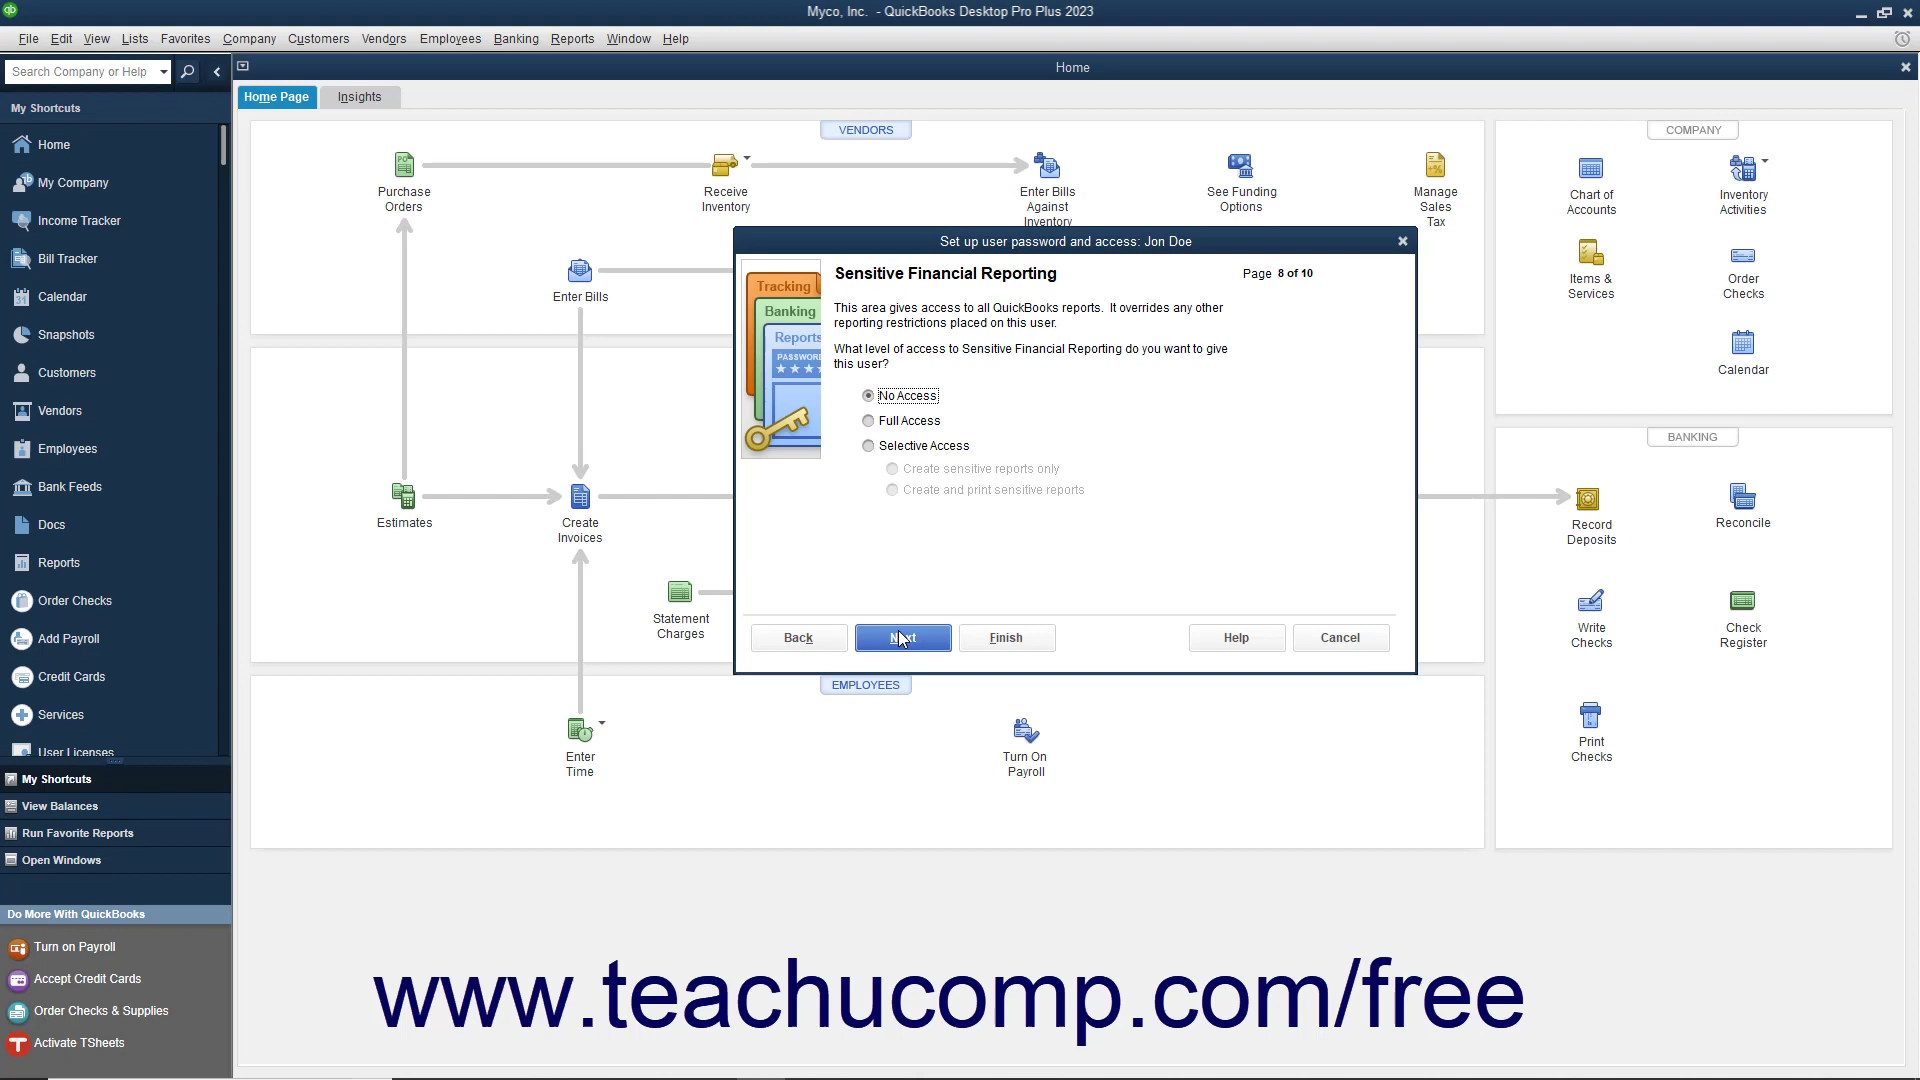 Myco, Inc. - QuickBooks Desktop Pro Plus 2023
File Edit View Lists Favorites Company Customers Vendors Employees Banking Reports Window Help
Search Company or Help
Home
Home Page
Insights
My Shortcuts
Home
My Company
Income Tracker
Bill Tracker
Calendar
Snapshots
Customers
Vendors
Employees
Bank Feeds
Docs
Reports
Order Checks
Add Payroll
Credit Cards
Services
User Licenses
My Shortcuts
View Balances
Run Favorite Reports
Open Windows
Do More With QuickBooks
Turn on Payroll
Accept Credit Cards
Order Checks & Supplies
Activate TSheets
VENDORS
Purchase
Orders
Receive
Inventory
Enter Bills
Against
Inventory
See Funding
Options
Manage
Sales
Tax
Enter Bills
Estimates
Create
Invoices
Statement
Charges
EMPLOYEES
Enter
Time
Turn On
Payroll
COMPANY
Chart of
Accounts
Inventory
Activities
Items &
Services
Order
Checks
Calendar
BANKING
Record
Deposits
Reconcile
Write
Checks
Check
Register
Print
Checks
Set up user password and access: Jon Doe
Tracking
Banking
Reports
PASSWORD
Sensitive Financial Reporting
Page 8 of 10
This area gives access to all QuickBooks reports. It overrides any other
reporting restrictions placed on this user.
What level of access to Sensitive Financial Reporting do you want to give
this user?
No Access
Full Access
Selective Access
Create sensitive reports only
Create and print sensitive reports
Back
Next
Finish
Help
Cancel
www.teachucomp.com/free